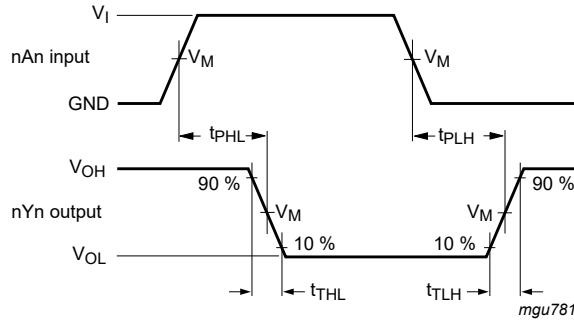 V_I
nAn input
V_M
V_M
GND
t_PHL
t_PLH
V_OH
90 %
90 %
nYn output
V_M
V_M
10 %
10 %
V_OL
t_THL
t_TLH
mgu781